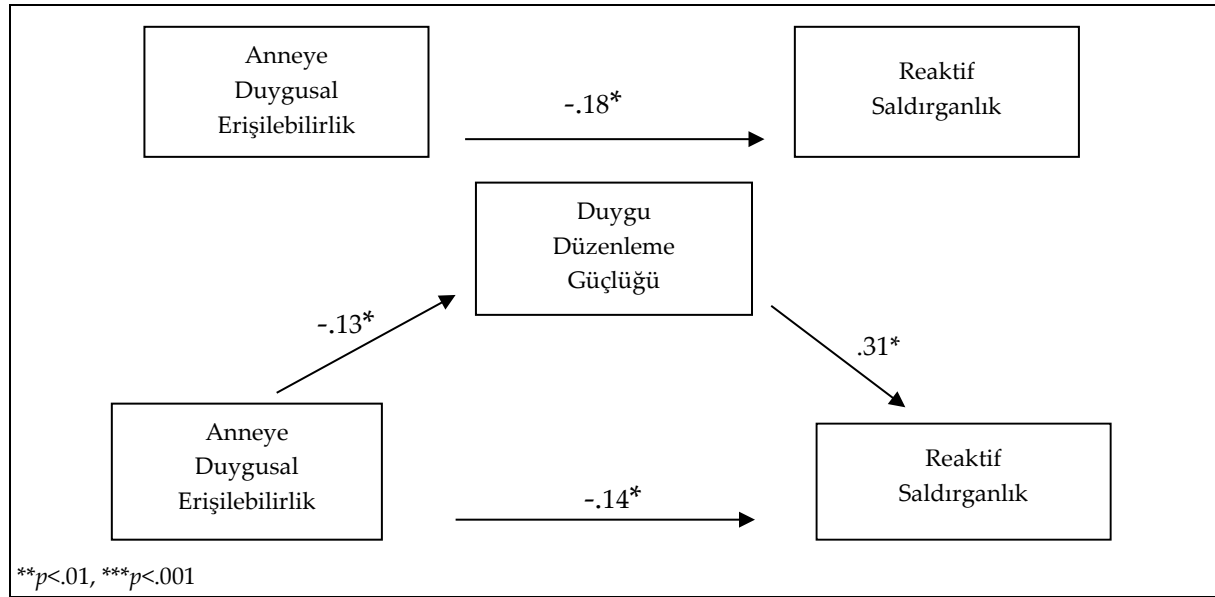 Anneye
Duygusal
Erişilebilirlik
-.18*
Reaktif
Saldırganlık
Duygu
Düzenleme
Güçlüğü
-.13*
.31*
Anneye
Duygusal
Erişilebilirlik
-.14*
Reaktif
Saldırganlık
**p<.01, ***p<.001